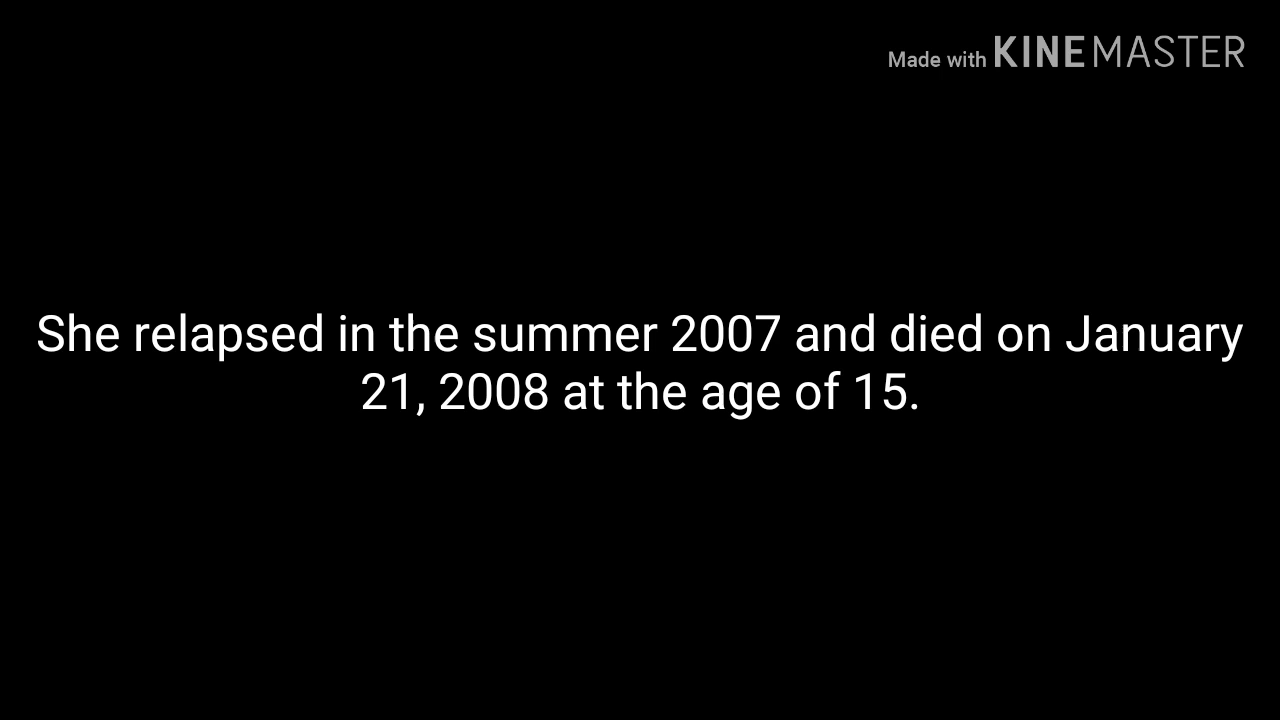 Made with KINEMASTER
She relapsed in the summer 2007 and died on January
21, 2008 at the age of 15.